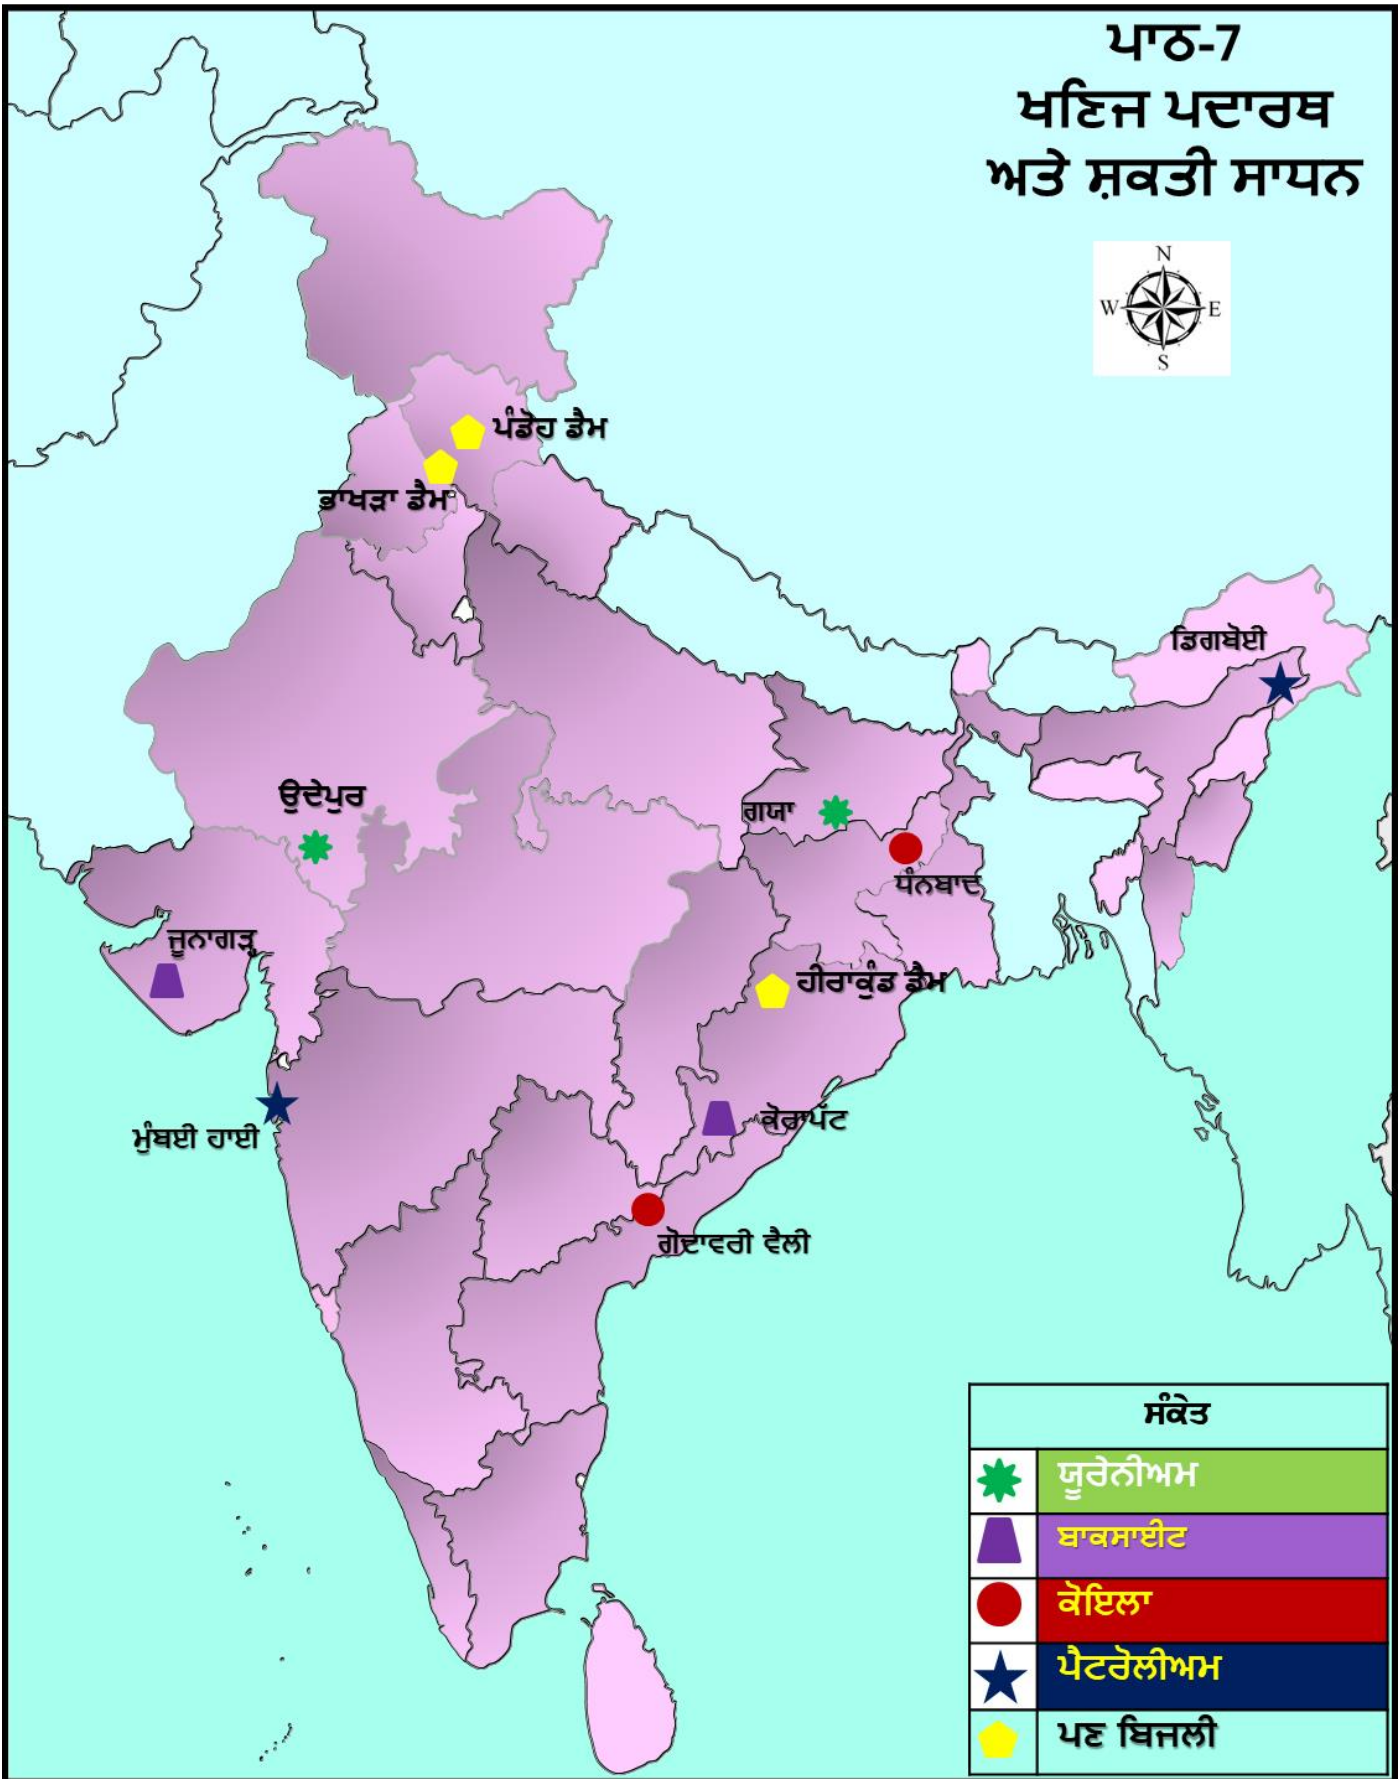 ਪਾਠ-7
ਖਣਿਜ ਪਦਾਰਥ
ਅਤੇ ਸ਼ਕਤੀ ਸਾਧਨ
N
W E
S
ਪੰਡੋਹ ਡੈਮ
ਭਾਖੜਾ ਡੈਮ
ਡਿਗਬੋਈ
ਉਦੇਪੁਰ
ਗਯਾ
ਧੰਨਬਾਦ
ਜੂਨਾਗੜ੍ਹ
ਹੀਰਾਕੁੰਡ ਡੈਮ
ਮੁੰਬਈ ਹਾਈ
ਕੋਰਾਪੱਟ
ਗੋਦਾਵਰੀ ਵੈਲੀ
ਸੰਕੇਤ
ਯੂਰੇਨੀਅਮ
ਬਾਕਸਾਈਟ
ਕੋਇਲਾ
ਪੈਟਰੋਲੀਅਮ
ਪਣ ਬਿਜਲੀ